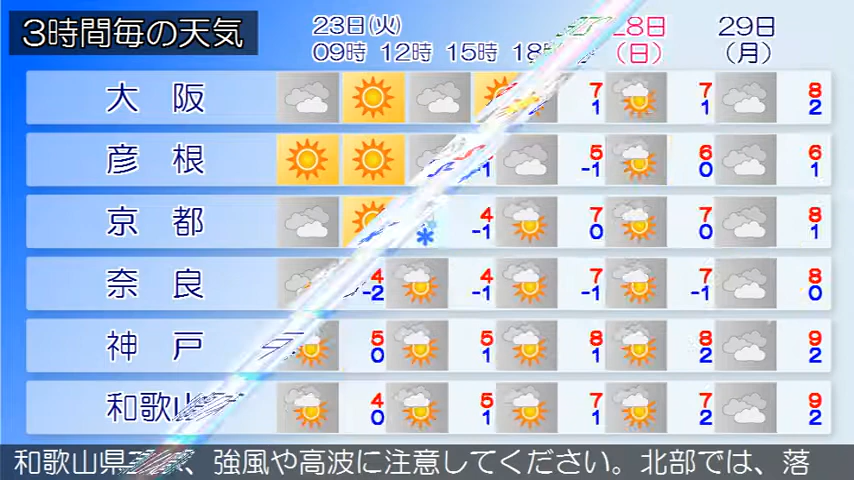 3時間毎の天気
23日(火)
09時 12時 15時 18時
28日
(日)
29日
(月)
大阪 7 1 7 1 8 2
彦根 -1 5 -1 6 0 6 1
京都 4 -1 7 0 7 0 8 1
奈良 4 -2 4 -1 7 -1 7 -1 8 0
神戸 5 0 5 1 8 1 8 2 9 2
和歌山 4 0 5 1 7 1 7 2 9 2
和歌山県 、強風や高波に注意してください。北部では、落